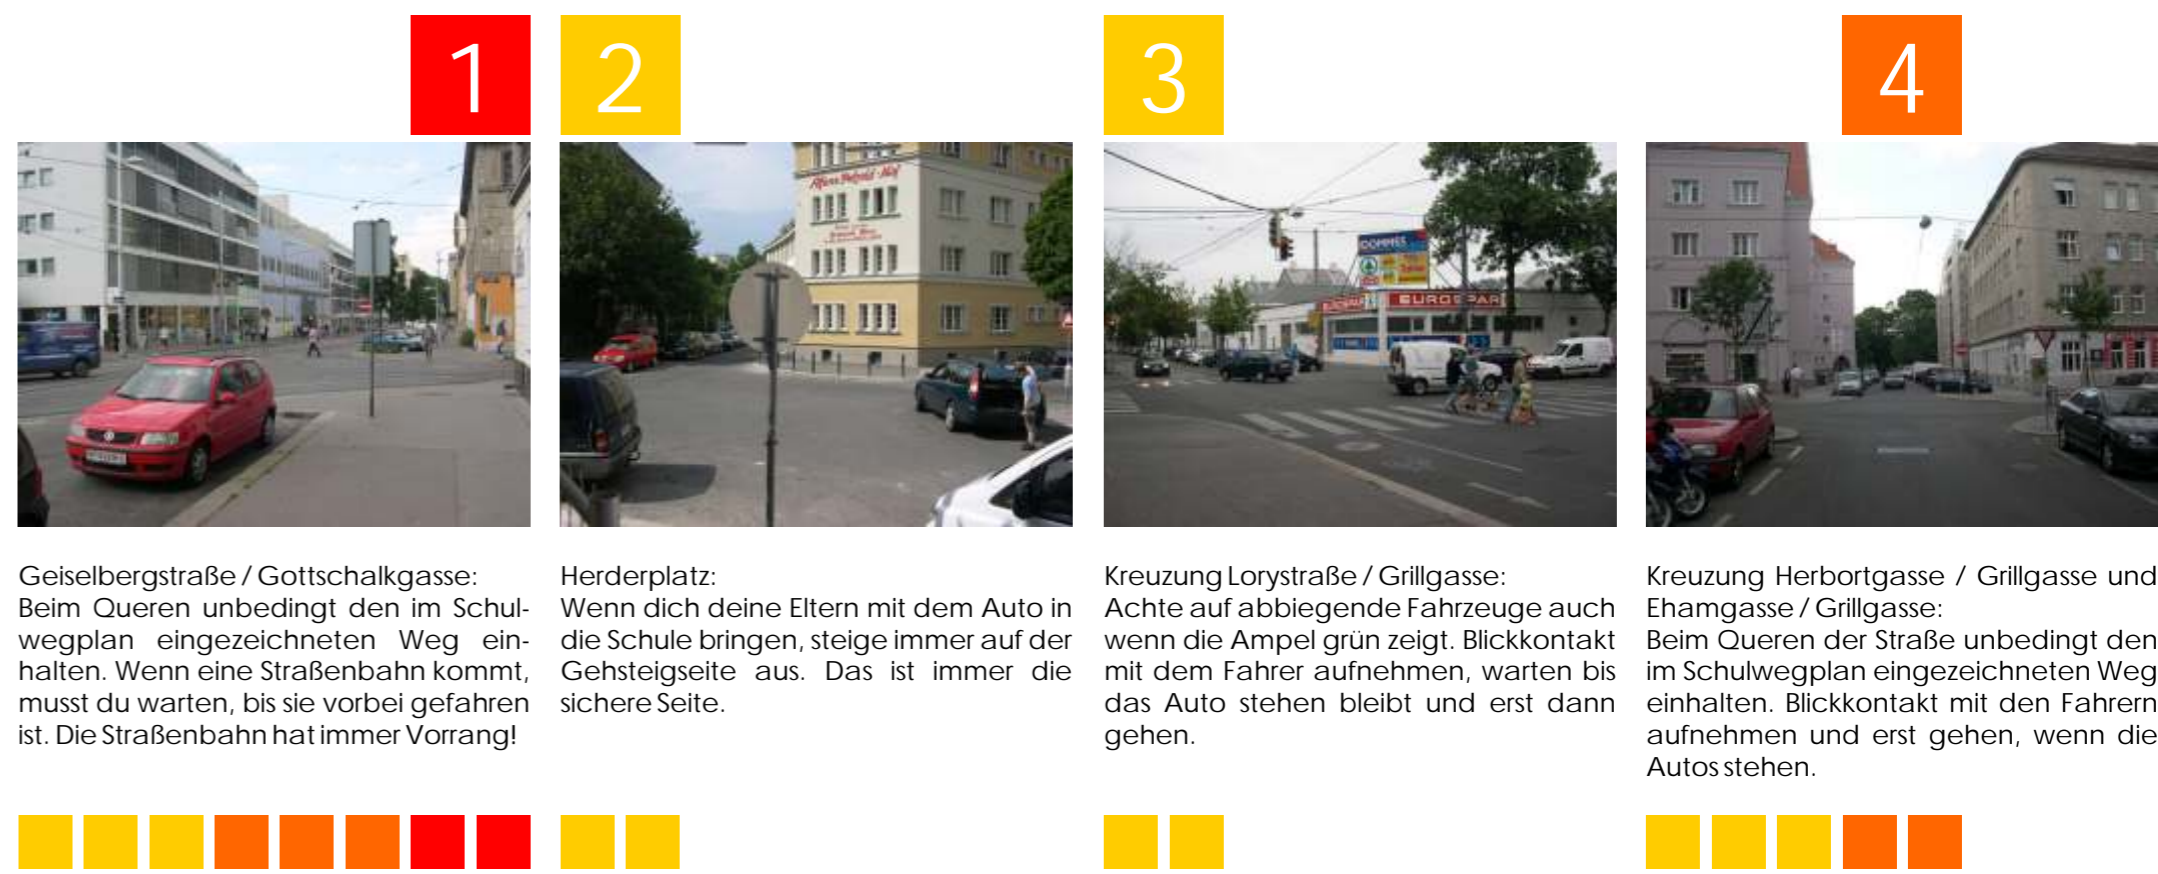 1
2
3
4
EUROSPAR
Geiselbergstraße / Gottschalkgasse:
Beim Queren unbedingt den im Schul-
wegplan eingezeichneten Weg ein-
halten. Wenn eine Straßenbahn kommt,
musst du warten, bis sie vorbei gefahren
ist. Die Straßenbahn hat immer Vorrang!
Herderplatz:
Wenn dich deine Eltern mit dem Auto in
die Schule bringen, steige immer auf der
Gehsteigseite aus. Das ist immer die
sichere Seite.
Kreuzung Lorystraße / Grillgasse:
Achte auf abbiegende Fahrzeuge auch
wenn die Ampel grün zeigt. Blickkontakt
mit dem Fahrer aufnehmen, warten bis
das Auto stehen bleibt und erst dann
gehen.
Kreuzung Herbortgasse / Grillgasse und
Ehamgasse / Grillgasse:
Beim Queren der Straße unbedingt den
im Schulwegplan eingezeichneten Weg
einhalten. Blickkontakt mit den Fahrern
aufnehmen und erst gehen, wenn die
Autos stehen.